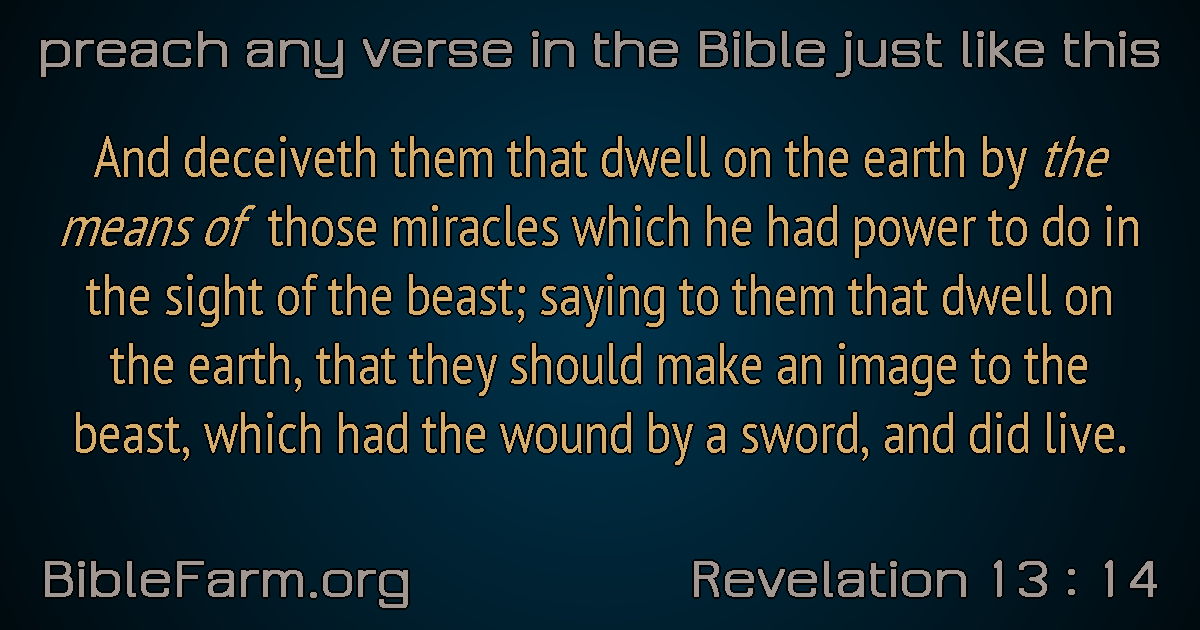 preach any verse in the Bible just like this
And deceiveth them that dwell on the earth by the
means of those miracles which he had power to do in
the sight of the beast; saying to them that dwell on
the earth, that they should make an image to the
beast, which had the wound by a sword, and did live.
BibleFarm.org
Revelation 13 : 14